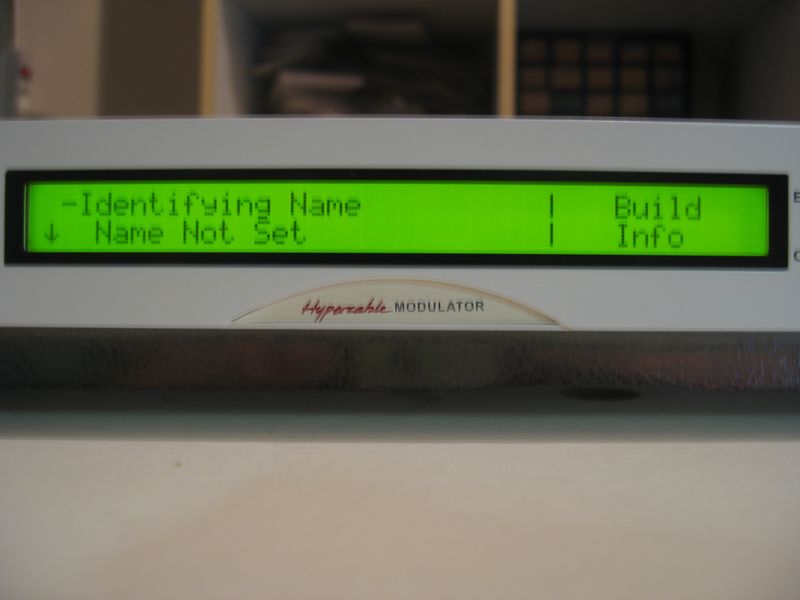 -Identifying Name | Build
↓ Name Not Set | Info
Hypercable MODULATOR